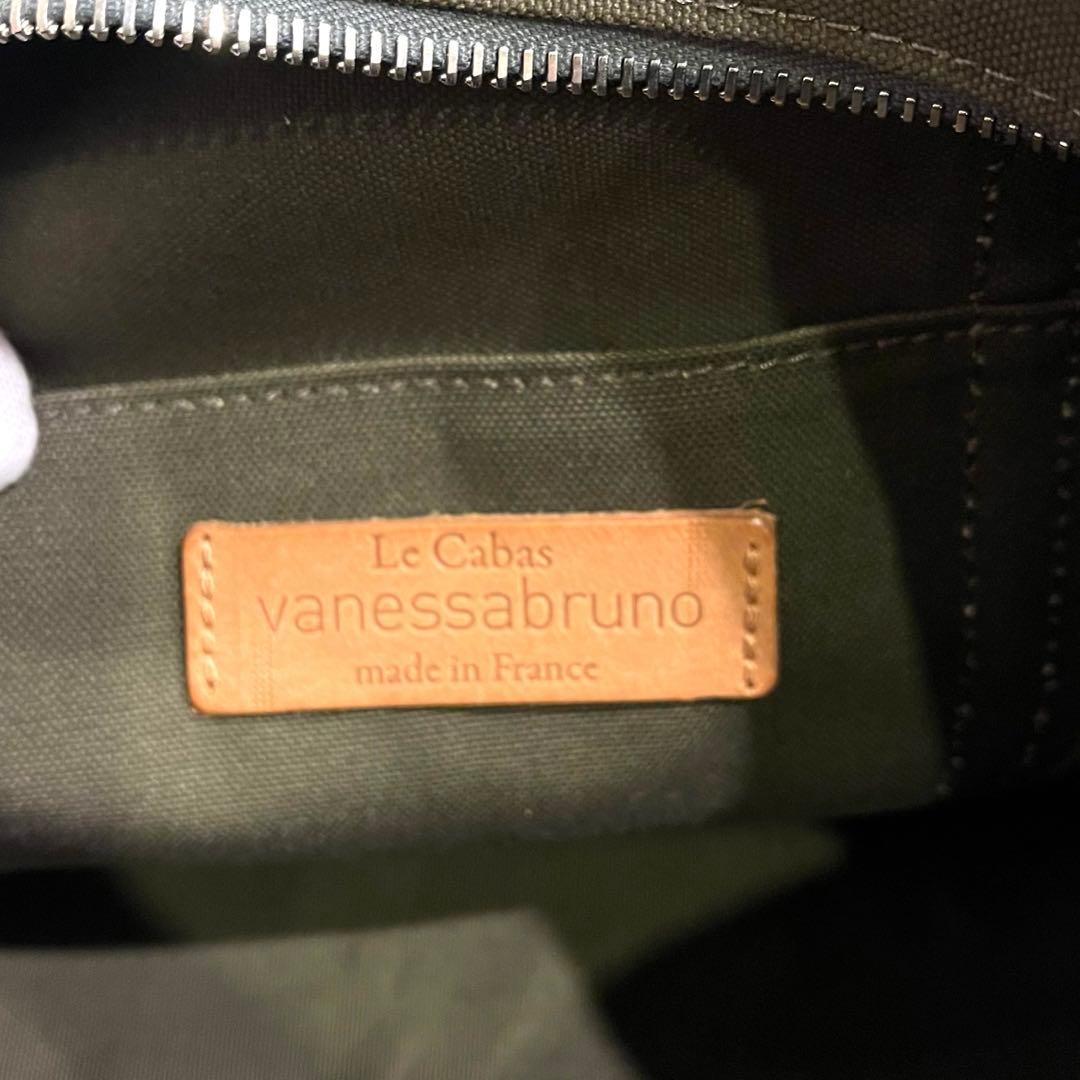 Le Cabas
vanessabruno
made in France